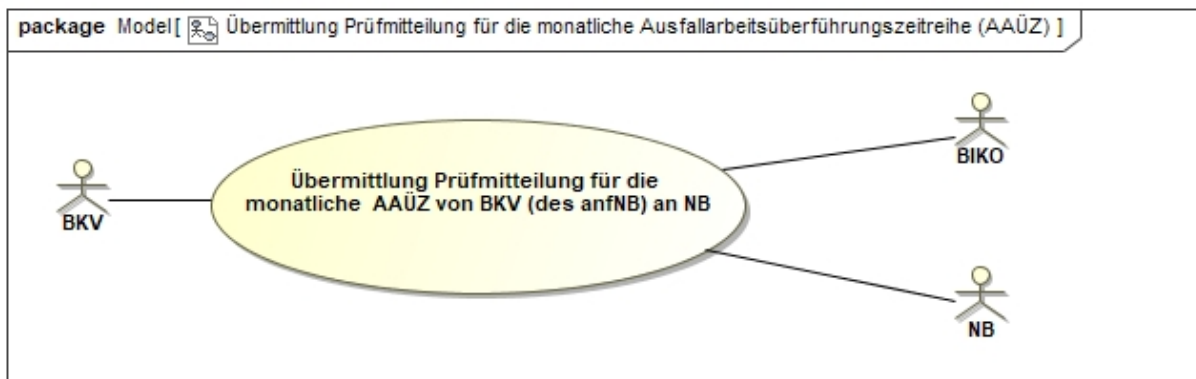 package Model [ Übermittlung Prüfmitteilung für die monatliche Ausfallarbeitsüberführungszeitreihe (AAÜZ) ]
BIKO
Übermittlung Prüfmitteilung für die
monatliche AAÜZ von BKV (des anfNB) an NB
BKV
NB